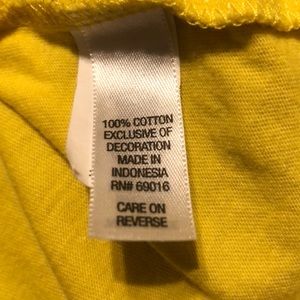 100% COTTON
EXCLUSIVE OF
DECORATION
MADE IN
INDONESIA
RN# 69016
CARE ON
REVERSE